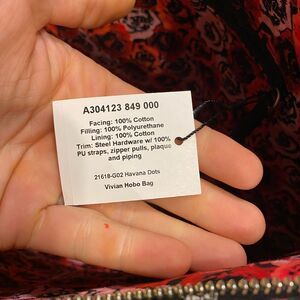 A304123 849 000
Facing: 100% Cotton
Filling: 100% Polyurethane
Lining: 100% Cotton
Trim: Steel Hardware w/ 100%
PU straps, zipper pulls, plaque
and piping
21618-G02 Havana Dots
Vivian Hobo Bag